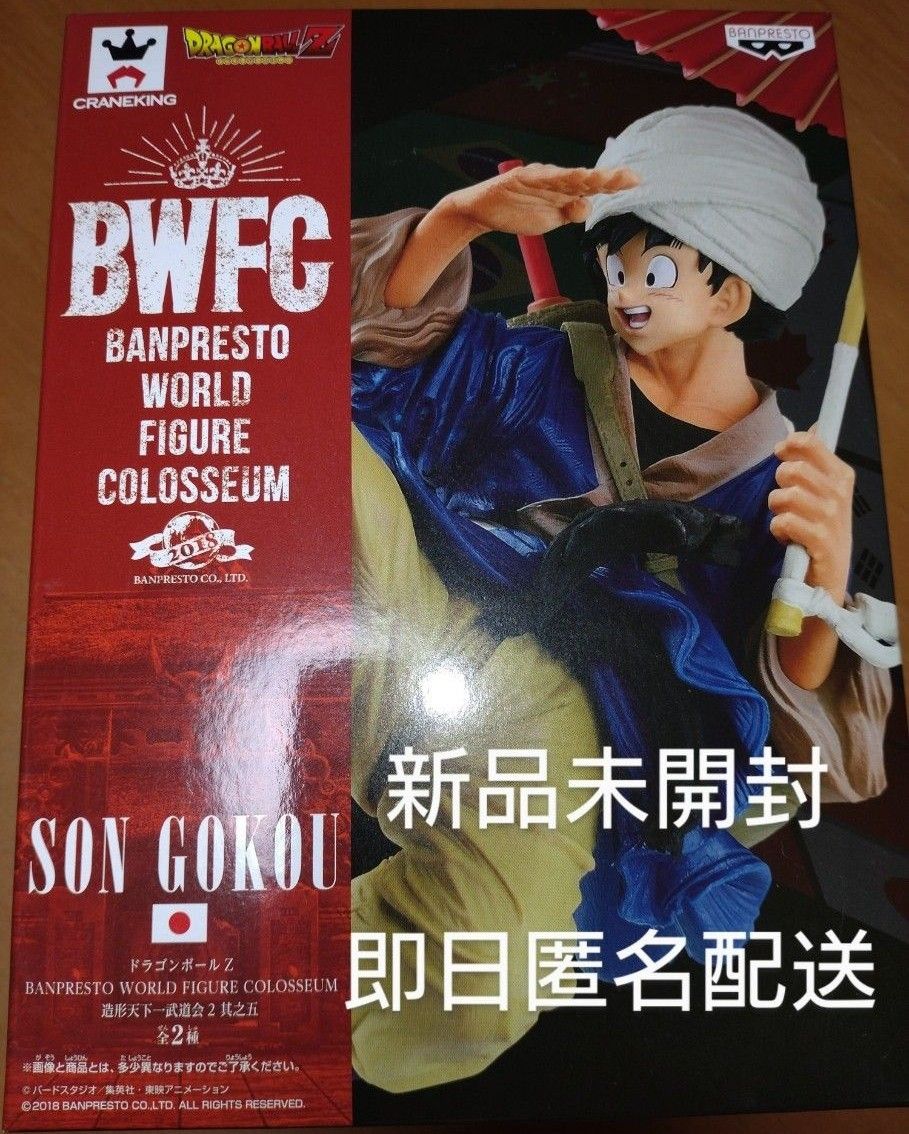 CRANEKING
DRAGONBALL Z
BANPRESTO
BWFC
BANPRESTO
WORLD
FIGURE
COLOSSEUM
2018
BANPRESTO CO., LTD.
新品未開封
SON GOKOU
即日匿名配送
ドラゴンボールZ
BANPRESTO WORLD FIGURE COLOSSEUM
造形天下一武道会2 其之五
全2種
※画像と商品とは、多少異なりますのでご了承ください。
©バードスタジオ/集英社・東映アニメーション
©2018 BANPRESTO CO.,LTD. ALL RIGHTS RESERVED.